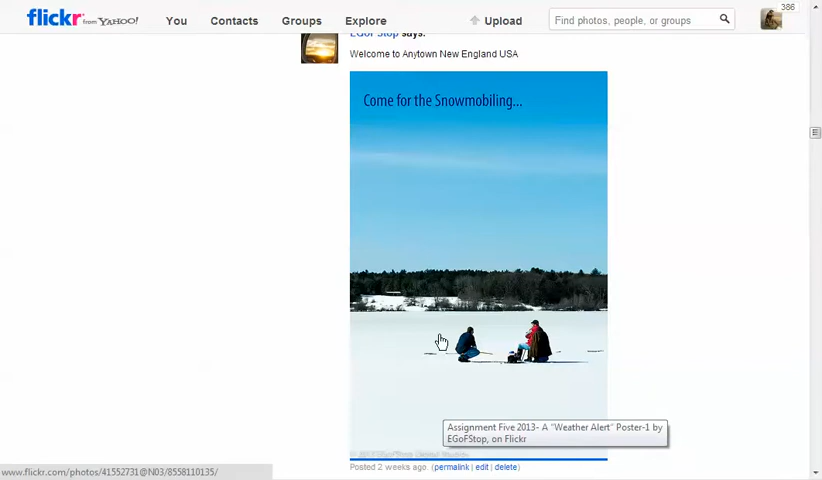 flickr from YAHOO! You Contacts Groups Explore Upload Find photos, people, or groups 386
EGoFStop says:
Welcome to Anytown New England USA
Come for the Snowmobiling...
Assignment Five 2013- A "Weather Alert" Poster-1 by
EGoFStop, on Flickr
Posted 2 weeks ago. (permalink | edit | delete)
www.flickr.com/photos/41552731@N03/8558110135/